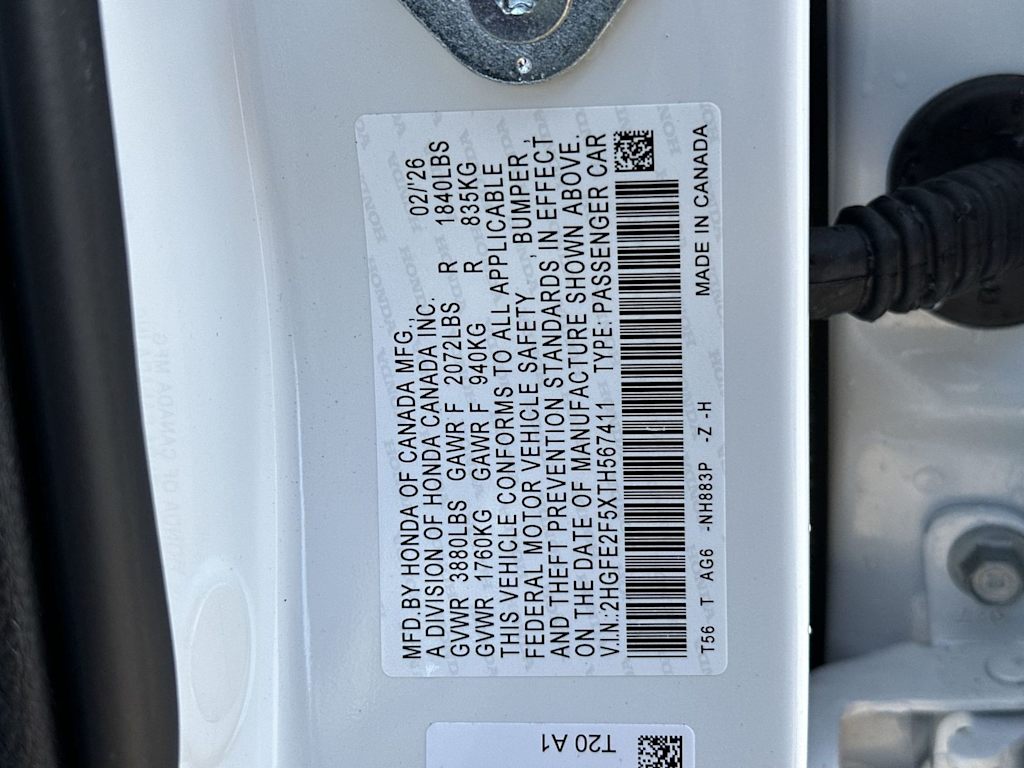 MFD.BY HONDA OF CANADA MFG., 02/'26
A DIVISION OF HONDA CANADA INC.
GVWR 3880LBS GAWR F 2072LBS R 1840LBS
GVWR 1760KG GAWR F 940KG R 835KG
THIS VEHICLE CONFORMS TO ALL APPLICABLE
FEDERAL MOTOR VEHICLE SAFETY, BUMPER,
AND THEFT PREVENTION STANDARDS, IN EFFECT
ON THE DATE OF MANUFACTURE SHOWN ABOVE.
V.I.N.:2HGFE2F5XTH567411 TYPE: PASSENGER CAR
MADE IN CANADA
T56 T AG6 -NH883P -Z -H
T20 A1